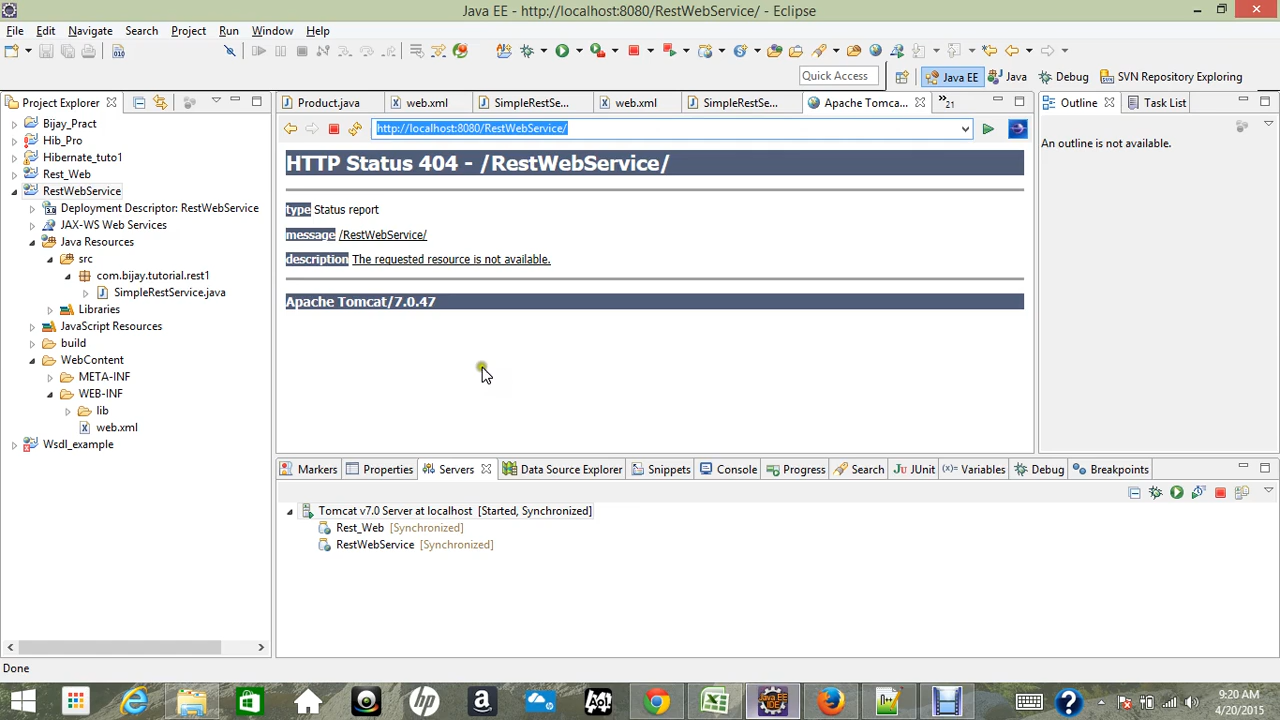 Java EE - http://localhost:8080/RestWebService/ - Eclipse
File Edit Navigate Search Project Run Window Help
Quick Access Java EE Java Debug SVN Repository Exploring
Project Explorer Product.java web.xml SimpleRestSe... web.xml SimpleRestSe... Apache Tomca... »21 Outline Task List
Bijay_Pract
Hib_Pro
Hibernate_tuto1
Rest_Web
RestWebService
Deployment Descriptor: RestWebService
JAX-WS Web Services
Java Resources
src
com.bijay.tutorial.rest1
SimpleRestService.java
Libraries
JavaScript Resources
build
WebContent
META-INF
WEB-INF
lib
web.xml
Wsdl_example
http://localhost:8080/RestWebService/
HTTP Status 404 - /RestWebService/
type Status report
message /RestWebService/
description The requested resource is not available.
Apache Tomcat/7.0.47
An outline is not available.
Markers Properties Servers Data Source Explorer Snippets Console Progress Search JUnit Variables Debug Breakpoints
Tomcat v7.0 Server at localhost [Started, Synchronized]
Rest_Web [Synchronized]
RestWebService [Synchronized]
Done
9:20 AM
4/20/2015